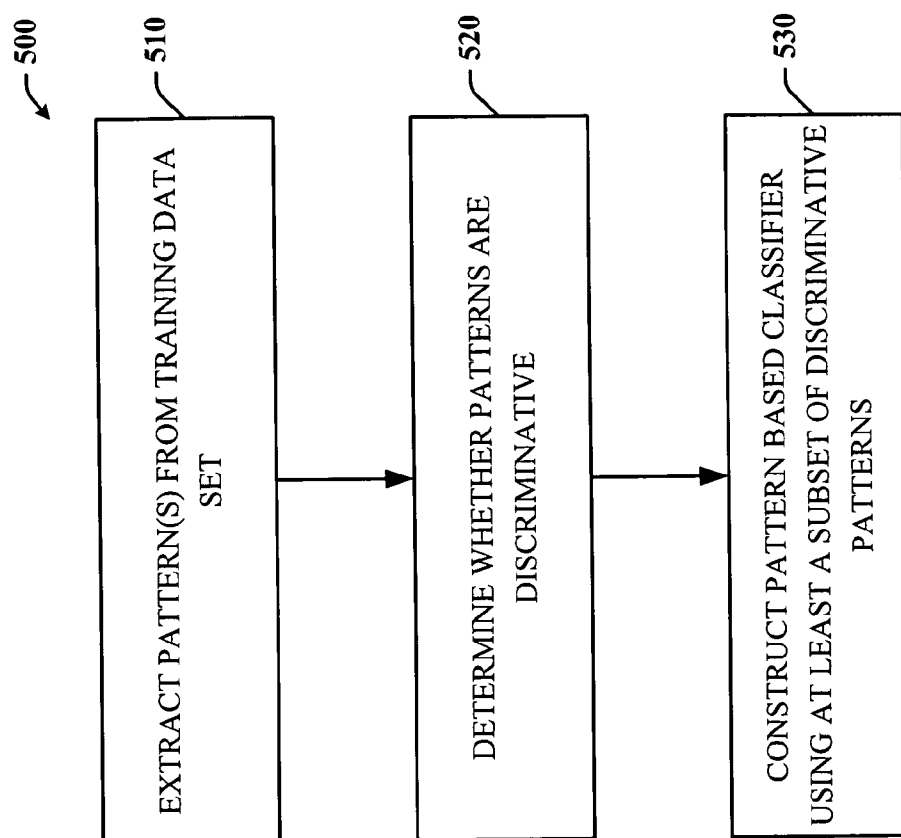 500
510
EXTRACT PATTERN(S) FROM TRAINING DATA
SET
520
DETERMINE WHETHER PATTERNS ARE
DISCRIMINATIVE
530
CONSTRUCT PATTERN BASED CLASSIFIER
USING AT LEAST A SUBSET OF DISCRIMINATIVE
PATTERNS